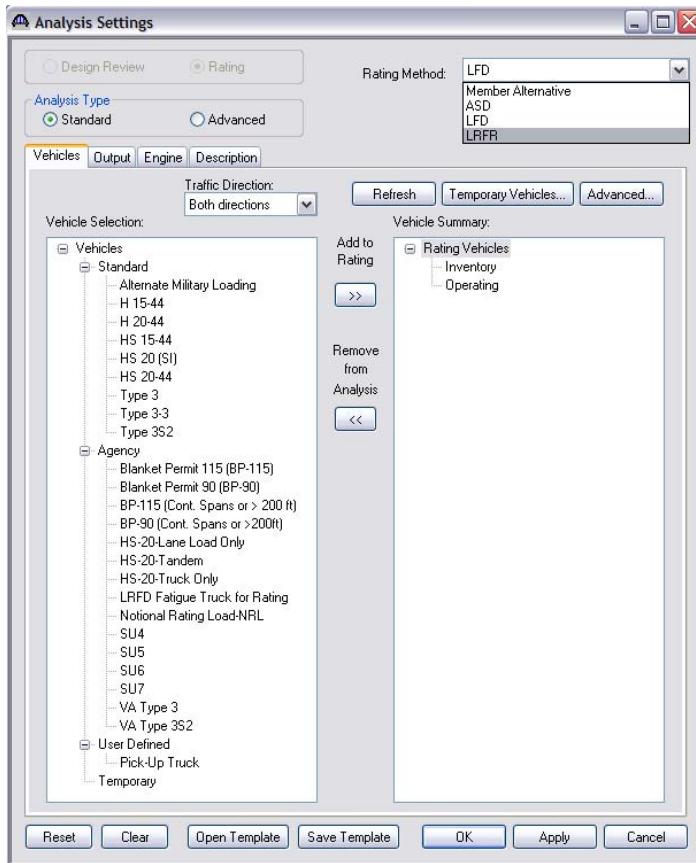 Analysis Settings
Design Review
Rating
Rating Method:
LFD
Member Alternative
ASD
LFD
LRFR
Analysis Type
Standard
Advanced
Vehicles
Output
Engine
Description
Traffic Direction:
Both directions
Refresh
Temporary Vehicles...
Advanced...
Vehicle Selection:
Vehicles
Standard
Alternate Military Loading
H 15-44
H 20-44
HS 15-44
HS 20 (SI)
HS 20-44
Type 3
Type 3-3
Type 3S2
Agency
Blanket Permit 115 (BP-115)
Blanket Permit 90 (BP-90)
BP-115 (Cont. Spans or > 200 ft)
BP-90 (Cont. Spans or >200ft)
HS-20-Lane Load Only
HS-20-Tandem
HS-20-Truck Only
LRFD Fatigue Truck for Rating
Notional Rating Load-NRL
SU4
SU5
SU6
SU7
VA Type 3
VA Type 3S2
User Defined
Pick-Up Truck
Temporary
Add to
Rating
>>
Remove
from
Analysis
<<
Vehicle Summary:
Rating Vehicles
Inventory
Operating
Reset
Clear
Open Template
Save Template
OK
Apply
Cancel